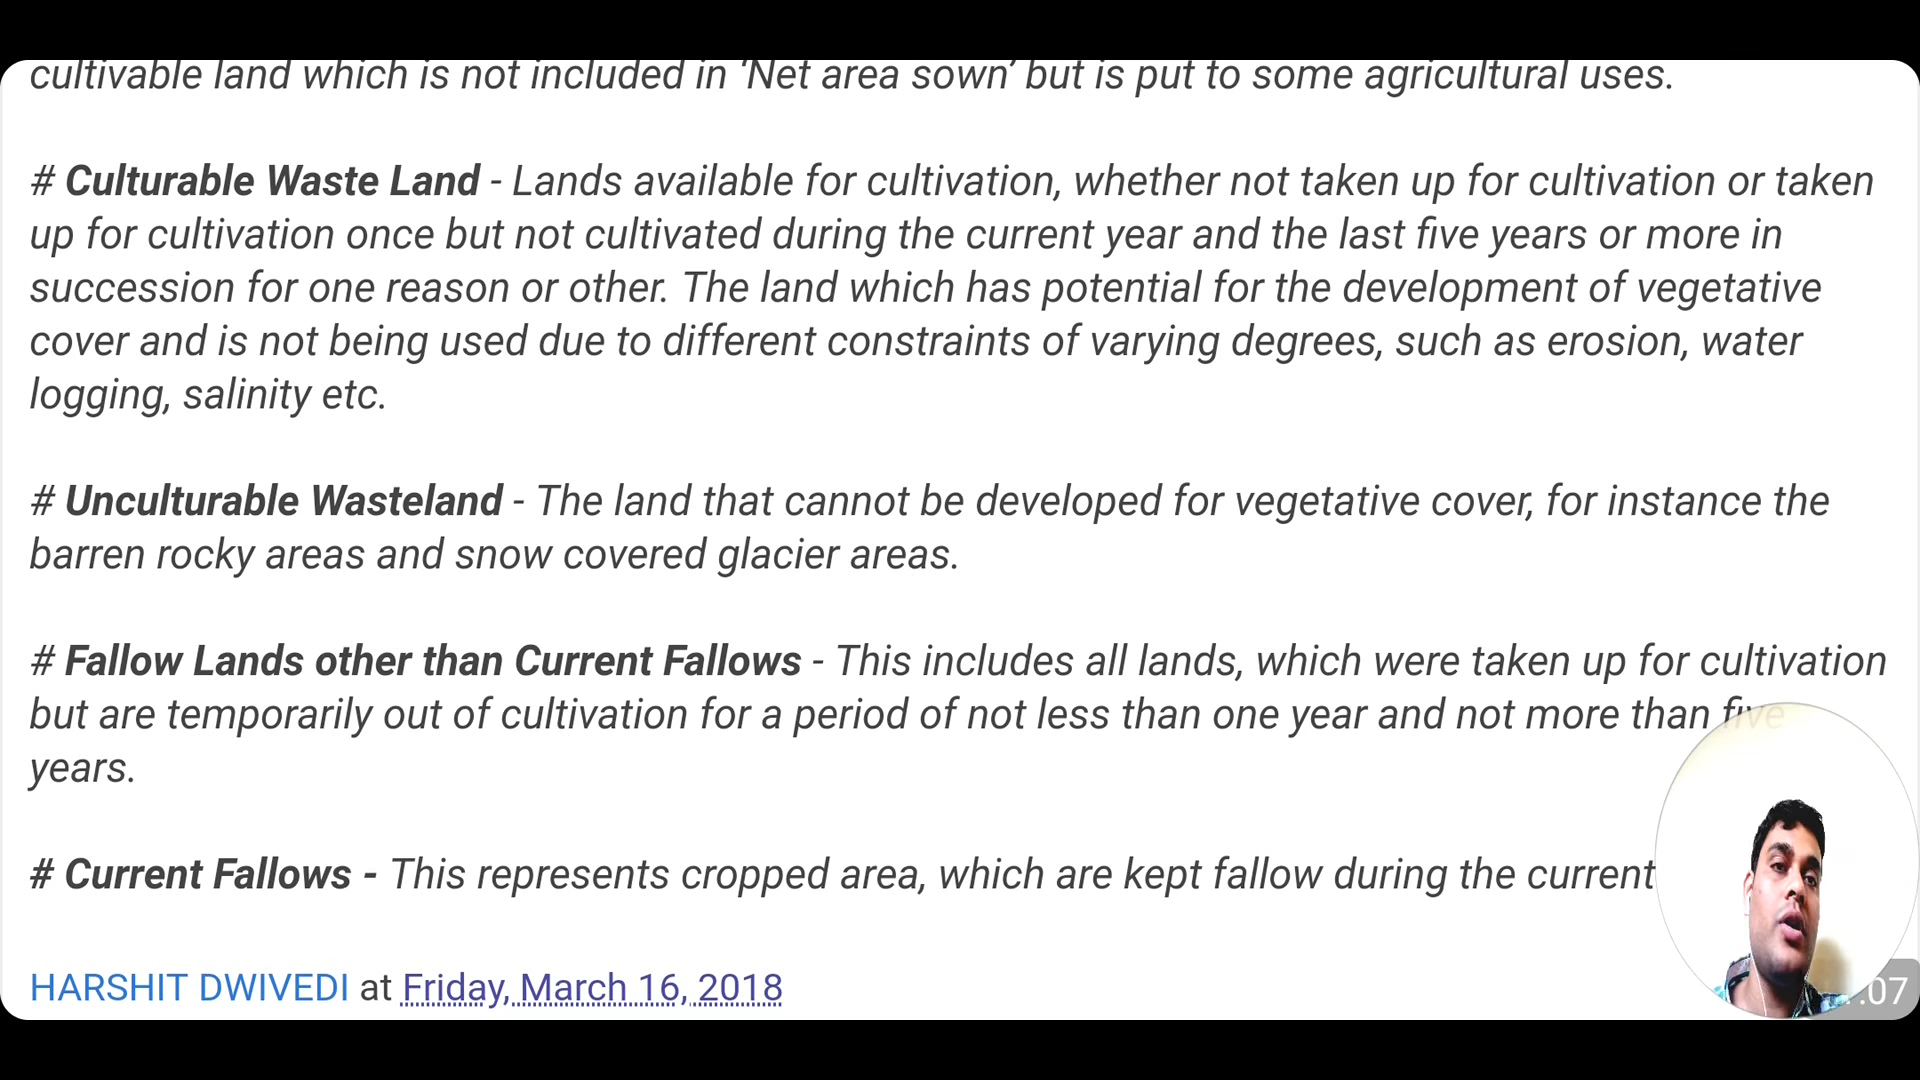 cultivable land which is not included in ‘Net area sown’ but is put to some agricultural uses.
# Culturable Waste Land - Lands available for cultivation, whether not taken up for cultivation or taken
up for cultivation once but not cultivated during the current year and the last five years or more in
succession for one reason or other. The land which has potential for the development of vegetative
cover and is not being used due to different constraints of varying degrees, such as erosion, water
logging, salinity etc.
# Unculturable Wasteland - The land that cannot be developed for vegetative cover, for instance the
barren rocky areas and snow covered glacier areas.
# Fallow Lands other than Current Fallows - This includes all lands, which were taken up for cultivation
but are temporarily out of cultivation for a period of not less than one year and not more than five
years.
# Current Fallows - This represents cropped area, which are kept fallow during the current
HARSHIT DWIVEDI at Friday, March 16, 2018